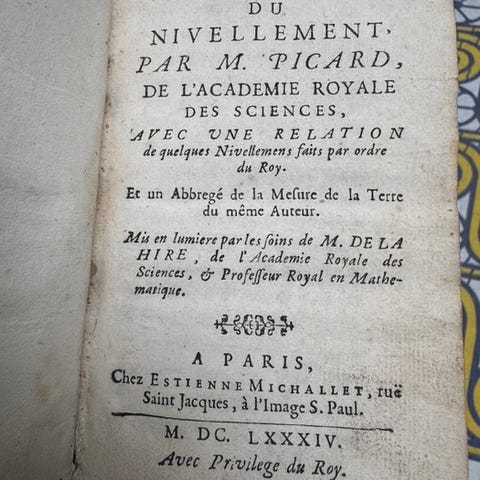 DU
NIVELLEMENT,
PAR M. PICARD,
DE L'ACADEMIE ROYALE
DES SCIENCES,
AVEC UNE RELATION
de quelques Nivellemens faits par ordre
du Roy.
Et un Abbregé de la Mesure de la Terre
du même Auteur.
Mis en lumiere par les soins de M. DE LA
HIRE, de l'Academie Royale des
Sciences, & Professeur Royal en Mathe-
matique.
A PARIS,
Chez ESTIENNE MICHALLET, ruë
Saint Jacques, à l'Image S. Paul.
M. DC. LXXXIV.
Avec Privilege du Roy.